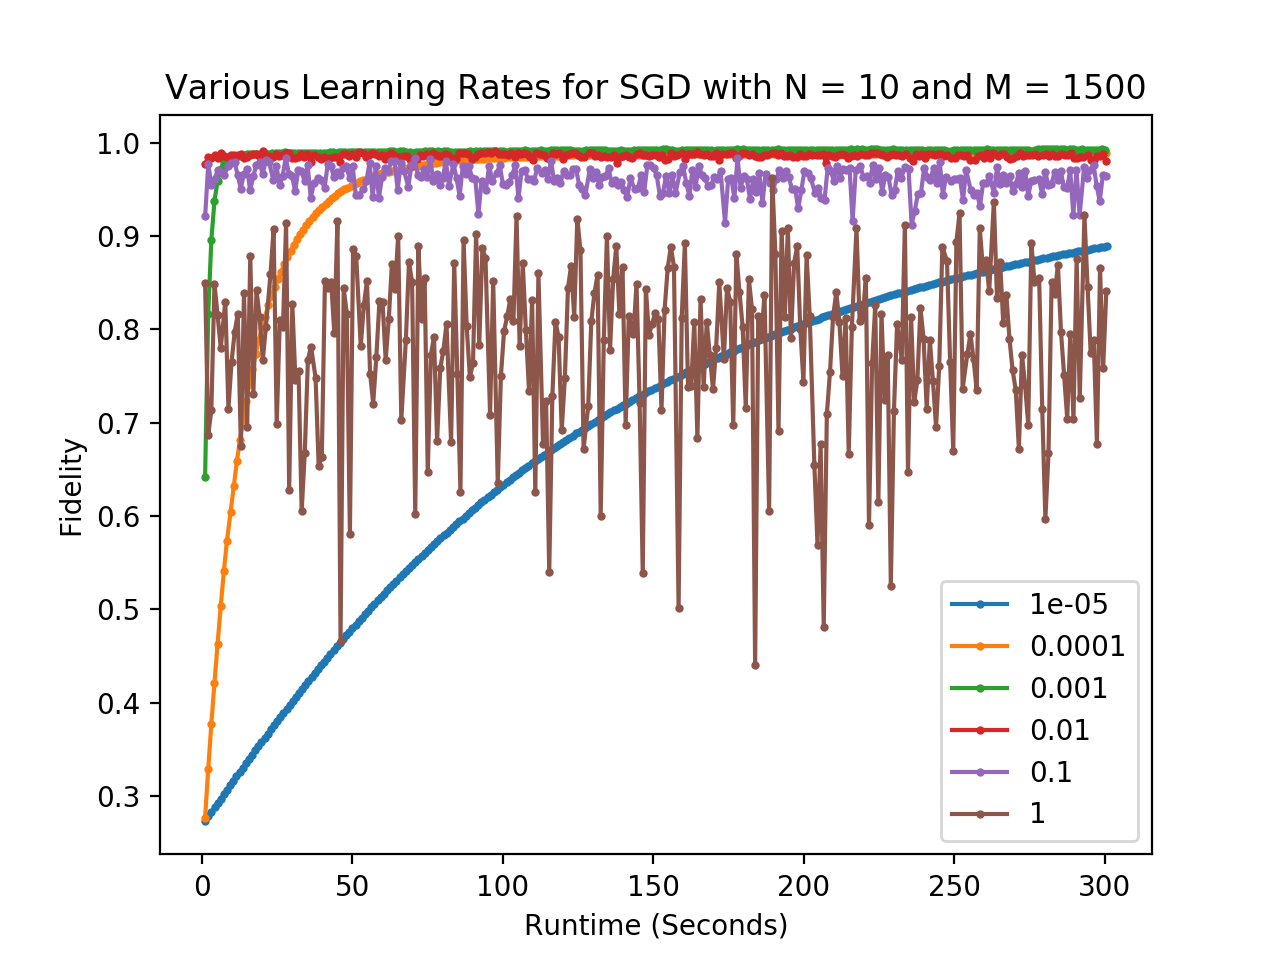 Various Learning Rates for SGD with N = 10 and M = 1500
1.0
0.9
0.8
0.7
0.6
0.5
0.4
0.3
Fidelity
1e-05
0.0001
0.001
0.01
0.1
1
0 50 100 150 200 250 300
Runtime (Seconds)